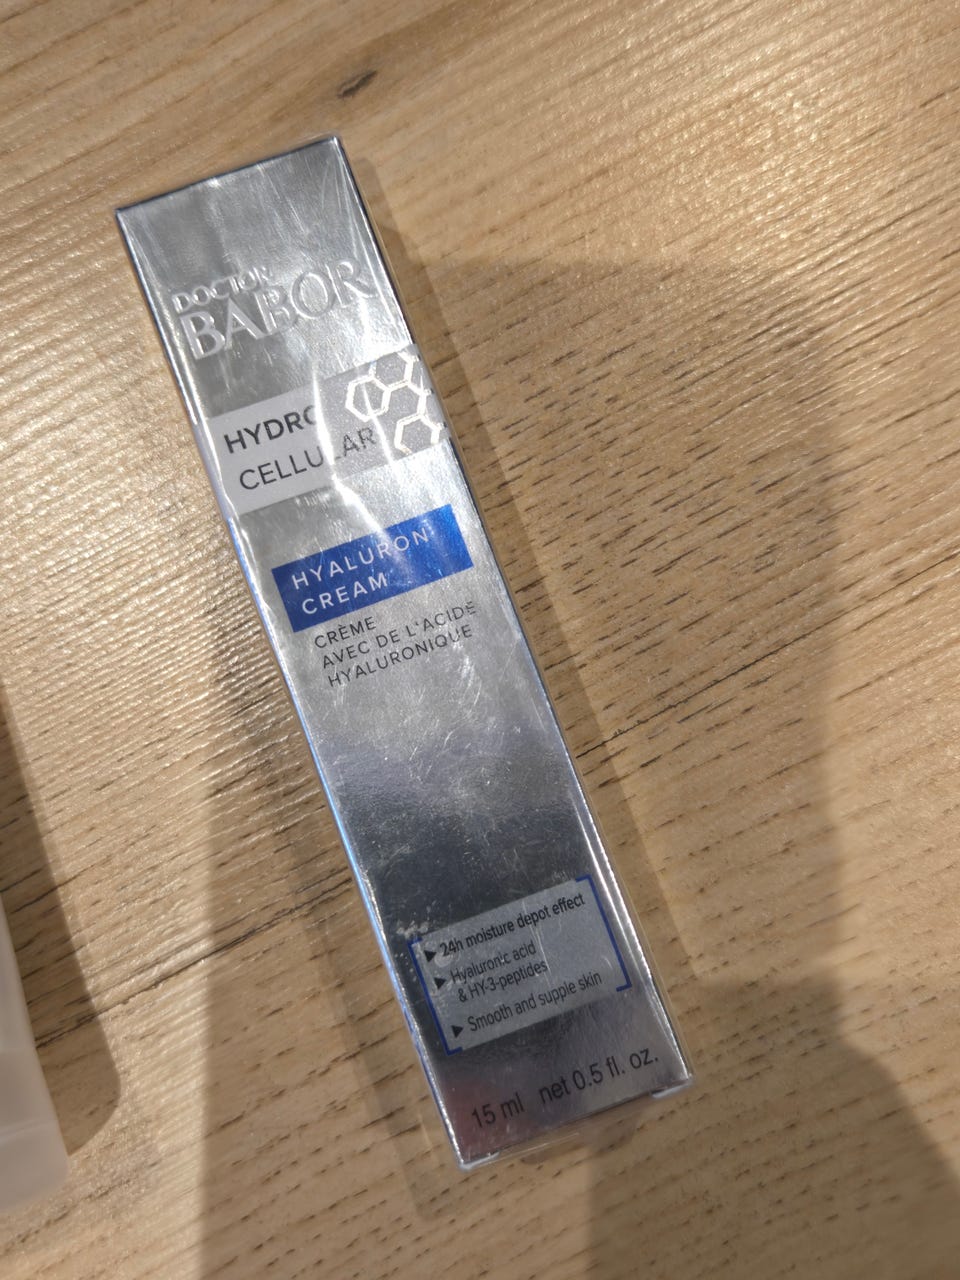 DOCTOR
BABOR
HYDRO
CELLULAR
HYALURON
CREAM
CRÈME
AVEC DE L'ACIDE
HYALURONIQUE
▶ 24h moisture depot effect
▶ Hyaluronic acid
& HY-3-peptides
▶ Smooth and supple skin
15 ml net 0.5 fl. oz.